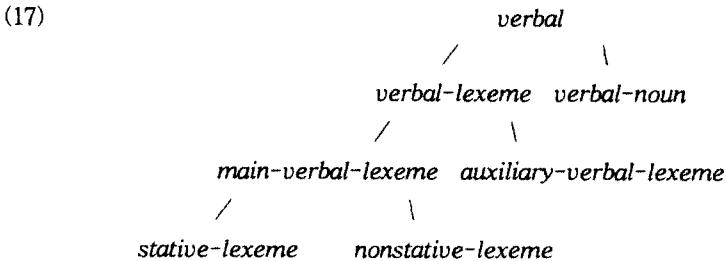 (17) verbal
verbal-lexeme verbal-noun
main-verbal-lexeme auxiliary-verbal-lexeme
stative-lexeme nonstative-lexeme